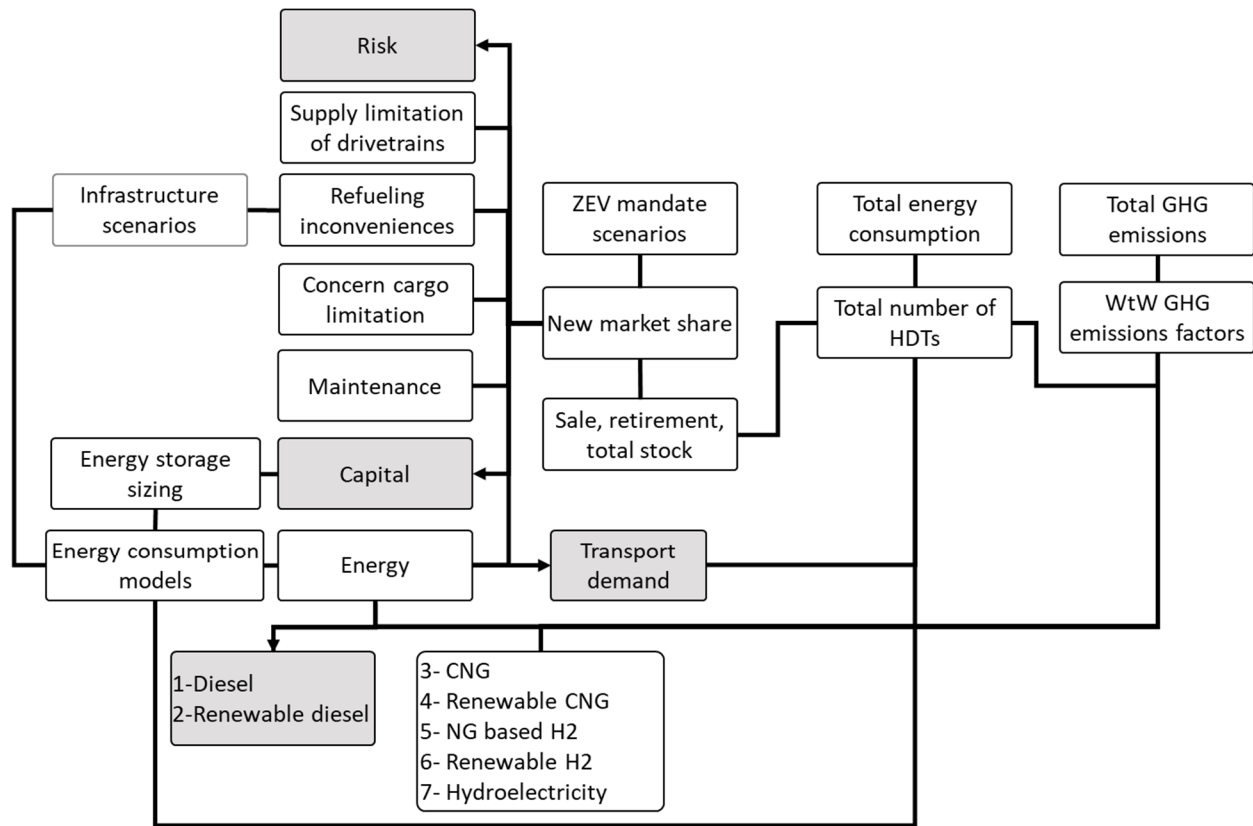 Risk
Supply limitation
of drivetrains
Infrastructure
scenarios
Refueling
inconveniences
ZEV mandate
scenarios
Total energy
consumption
Total GHG
emissions
Concern cargo
limitation
New market share
Total number of
HDTs
WtW GHG
emissions factors
Maintenance
Sale, retirement,
total stock
Energy storage
sizing
Capital
Energy consumption
models
Energy
Transport
demand
1-Diesel
2-Renewable diesel
3- CNG
4- Renewable CNG
5- NG based H2
6- Renewable H2
7- Hydroelectricity